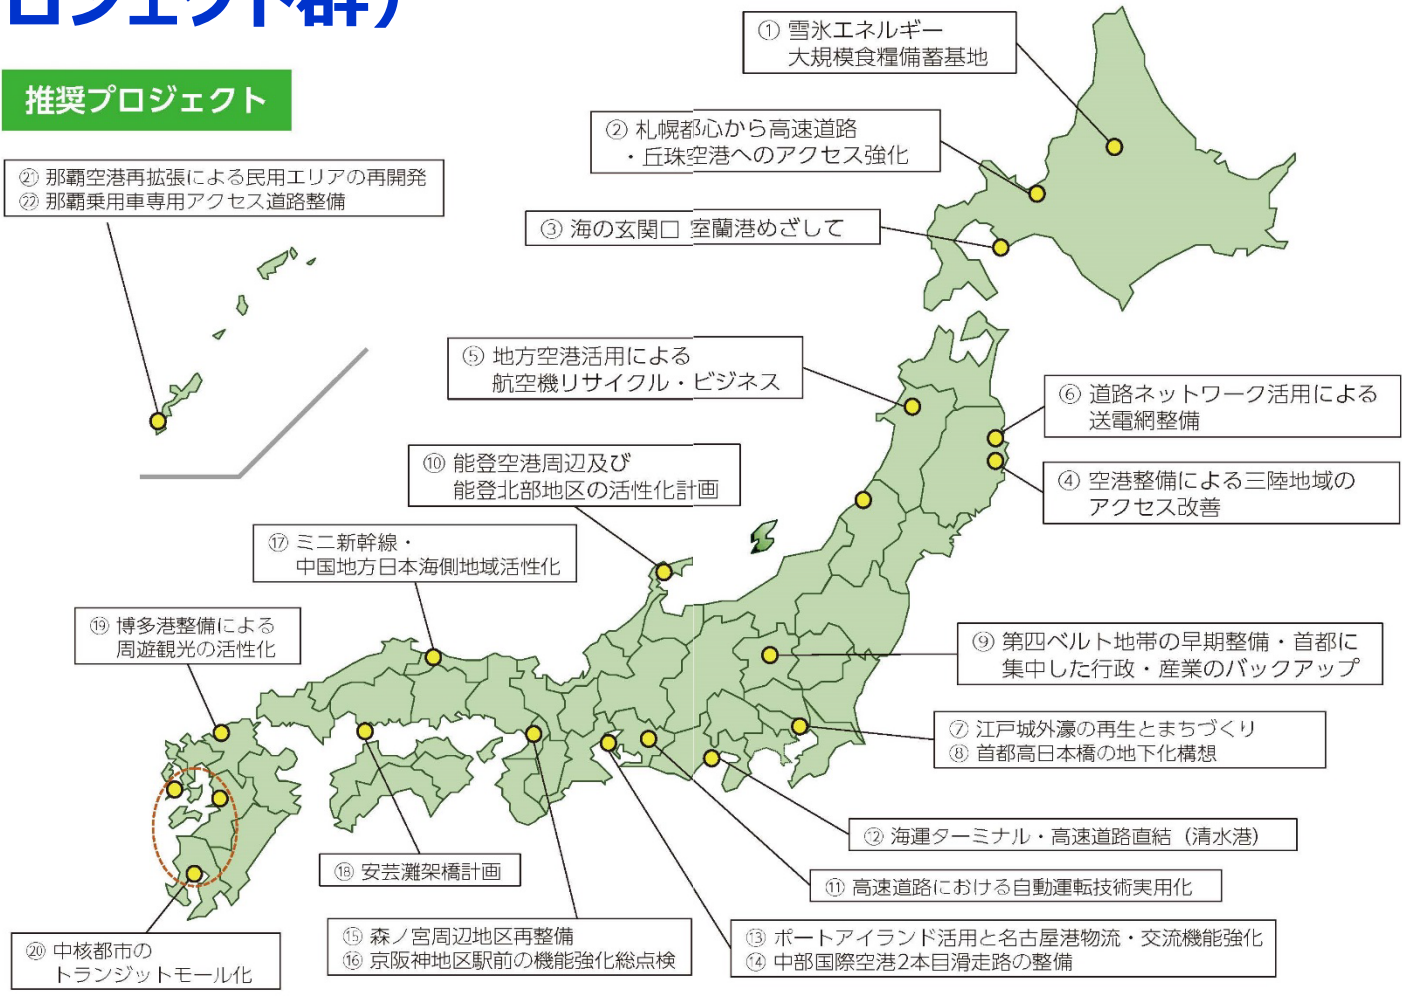 ロジェクト群）
推奨プロジェクト
① 雪氷エネルギー
大規模食糧備蓄基地
② 札幌都心から高速道路
・丘珠空港へのアクセス強化
㉑ 那覇空港再拡張による民用エリアの再開発
㉒ 那覇乗用車専用アクセス道路整備
③ 海の玄関口 室蘭港めざして
⑤ 地方空港活用による
航空機リサイクル・ビジネス
⑥ 道路ネットワーク活用による
送電網整備
⑩ 能登空港周辺及び
能登北部地区の活性化計画
④ 空港整備による三陸地域の
アクセス改善
⑰ ミニ新幹線・
中国地方日本海側地域活性化
⑲ 博多港整備による
周遊観光の活性化
⑨ 第四ベルト地帯の早期整備・首都に
集中した行政・産業のバックアップ
⑦ 江戸城外濠の再生とまちづくり
⑧ 首都高日本橋の地下化構想
⑫ 海運ターミナル・高速道路直結（清水港）
⑱ 安芸灘架橋計画
⑪ 高速道路における自動運転技術実用化
⑮ 森ノ宮周辺地区再整備
⑯ 京阪神地区駅前の機能強化総点検
⑬ ポートアイランド活用と名古屋港物流・交流機能強化
⑭ 中部国際空港2本目滑走路の整備
⑳ 中核都市の
トランジットモール化